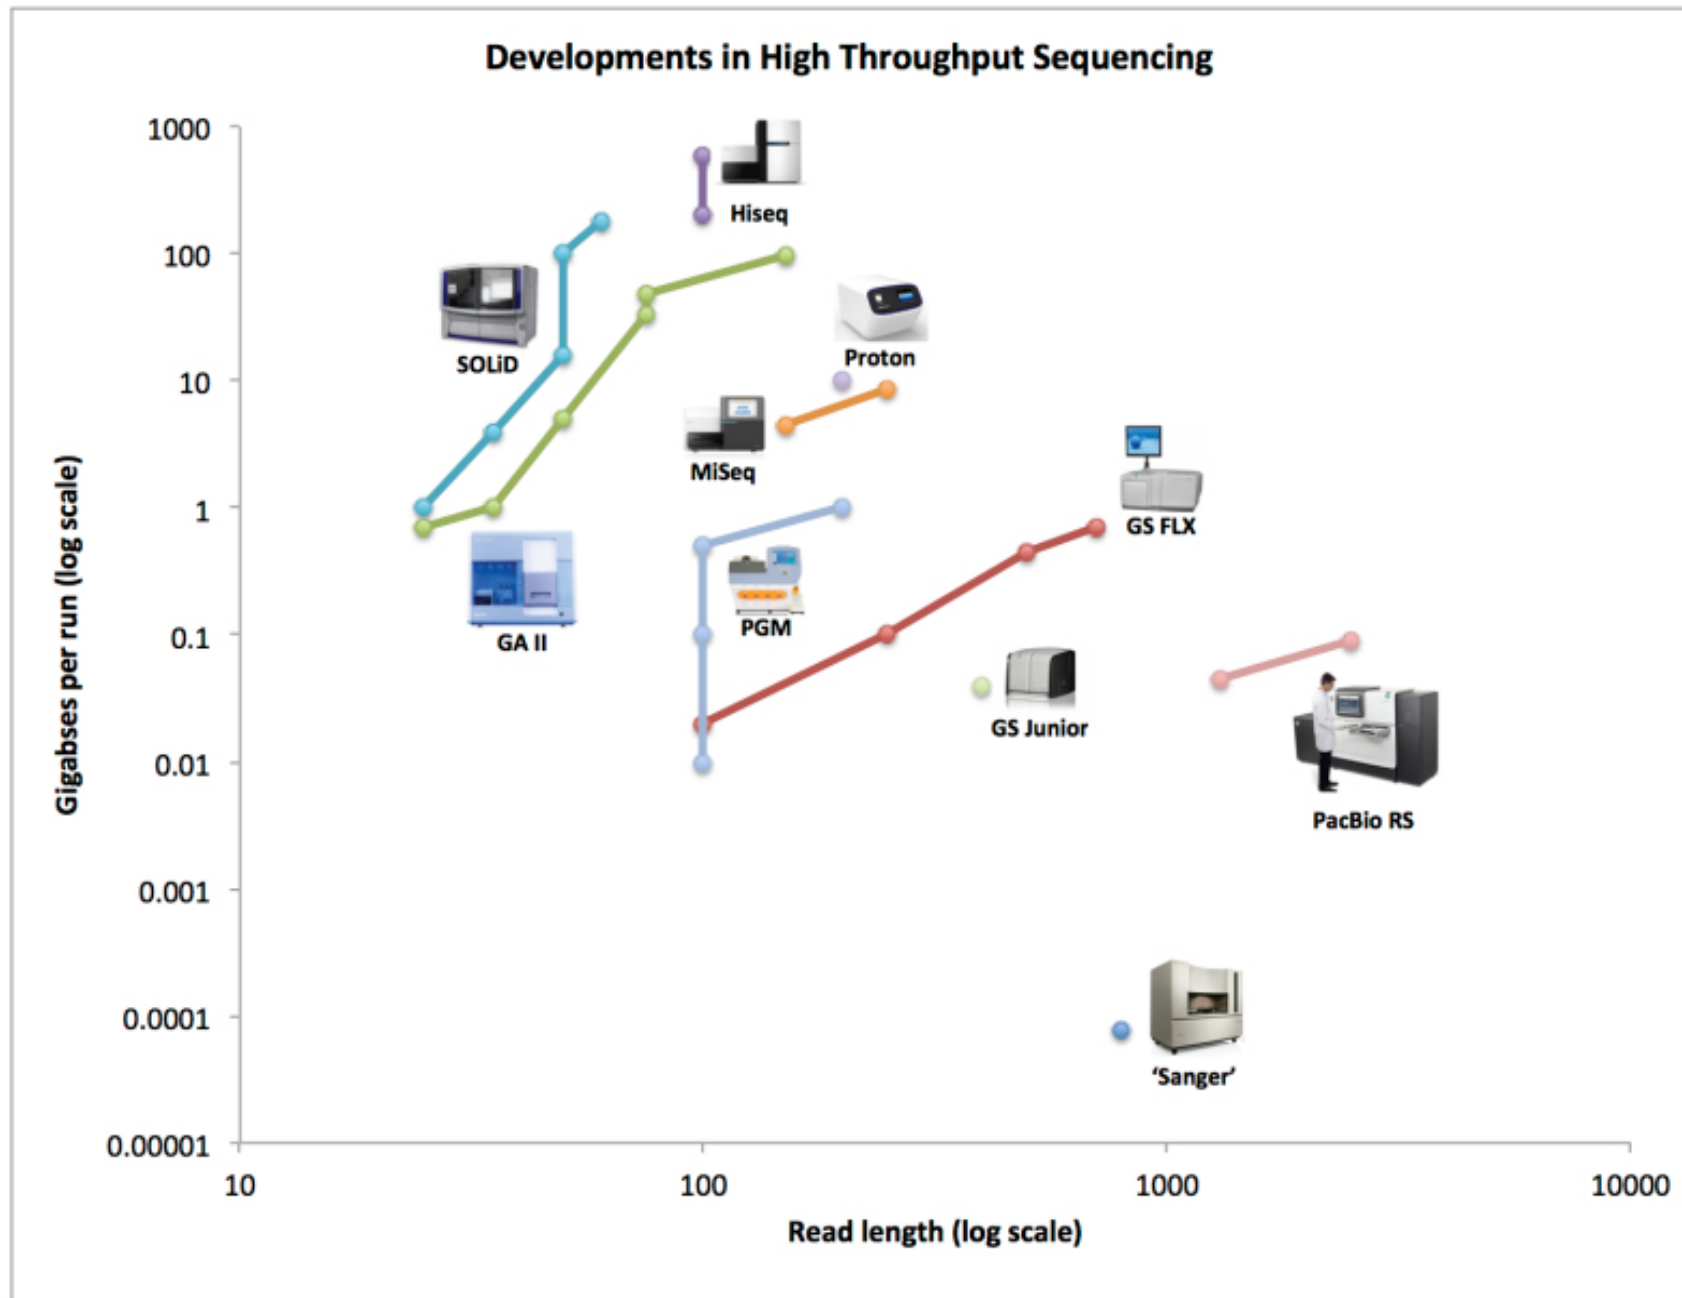 Developments in High Throughput Sequencing
1000
Hiseq
100
Proton
SOLiD
10
MiSeq
GS FLX
1
PGM
GA II
0.1
GS Junior
0.01
PacBio RS
0.001
0.0001
‘Sanger’
0.00001
10
100
1000
10000
Gigabses per run (log scale)
Read length (log scale)